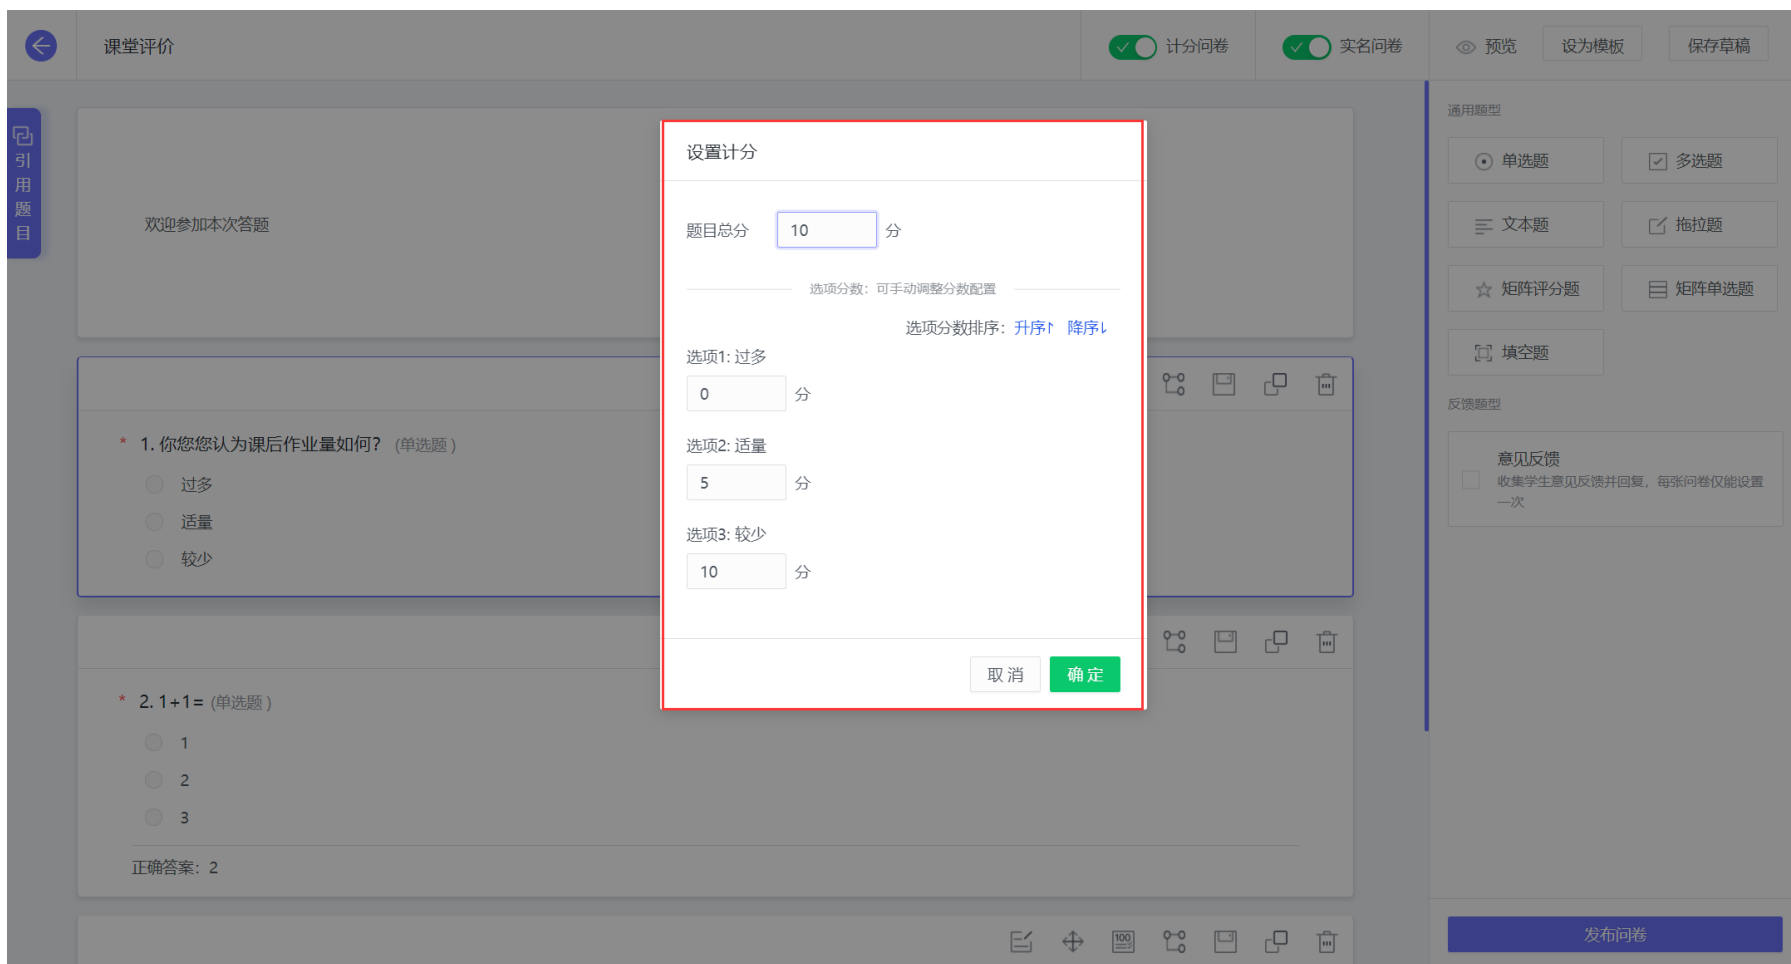 课堂评价
计分问卷
实名问卷
预览
设为模板
保存草稿
引用题目
欢迎参加本次答题
* 1. 你您您认为课后作业量如何? (单选题 )
过多
适量
较少
* 2. 1+1= (单选题 )
1
2
3
正确答案: 2
设置计分
题目总分 10 分
选项分数: 可手动调整分数配置
选项分数排序: 升序↑ 降序↓
选项1: 过多
0 分
选项2: 适量
5 分
选项3: 较少
10 分
取 消 确 定
100
通用题型
单选题 多选题
文本题 拖拉题
矩阵评分题 矩阵单选题
填空题
反馈题型
意见反馈
收集学生意见反馈并回复, 每张问卷仅能设置
一次
发布问卷